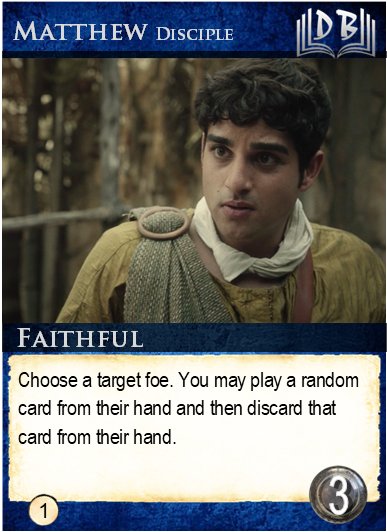 MATTHEW DISCIPLE
DB
FAITHFUL
Choose a target foe. You may play a random
card from their hand and then discard that
card from their hand.
1
3